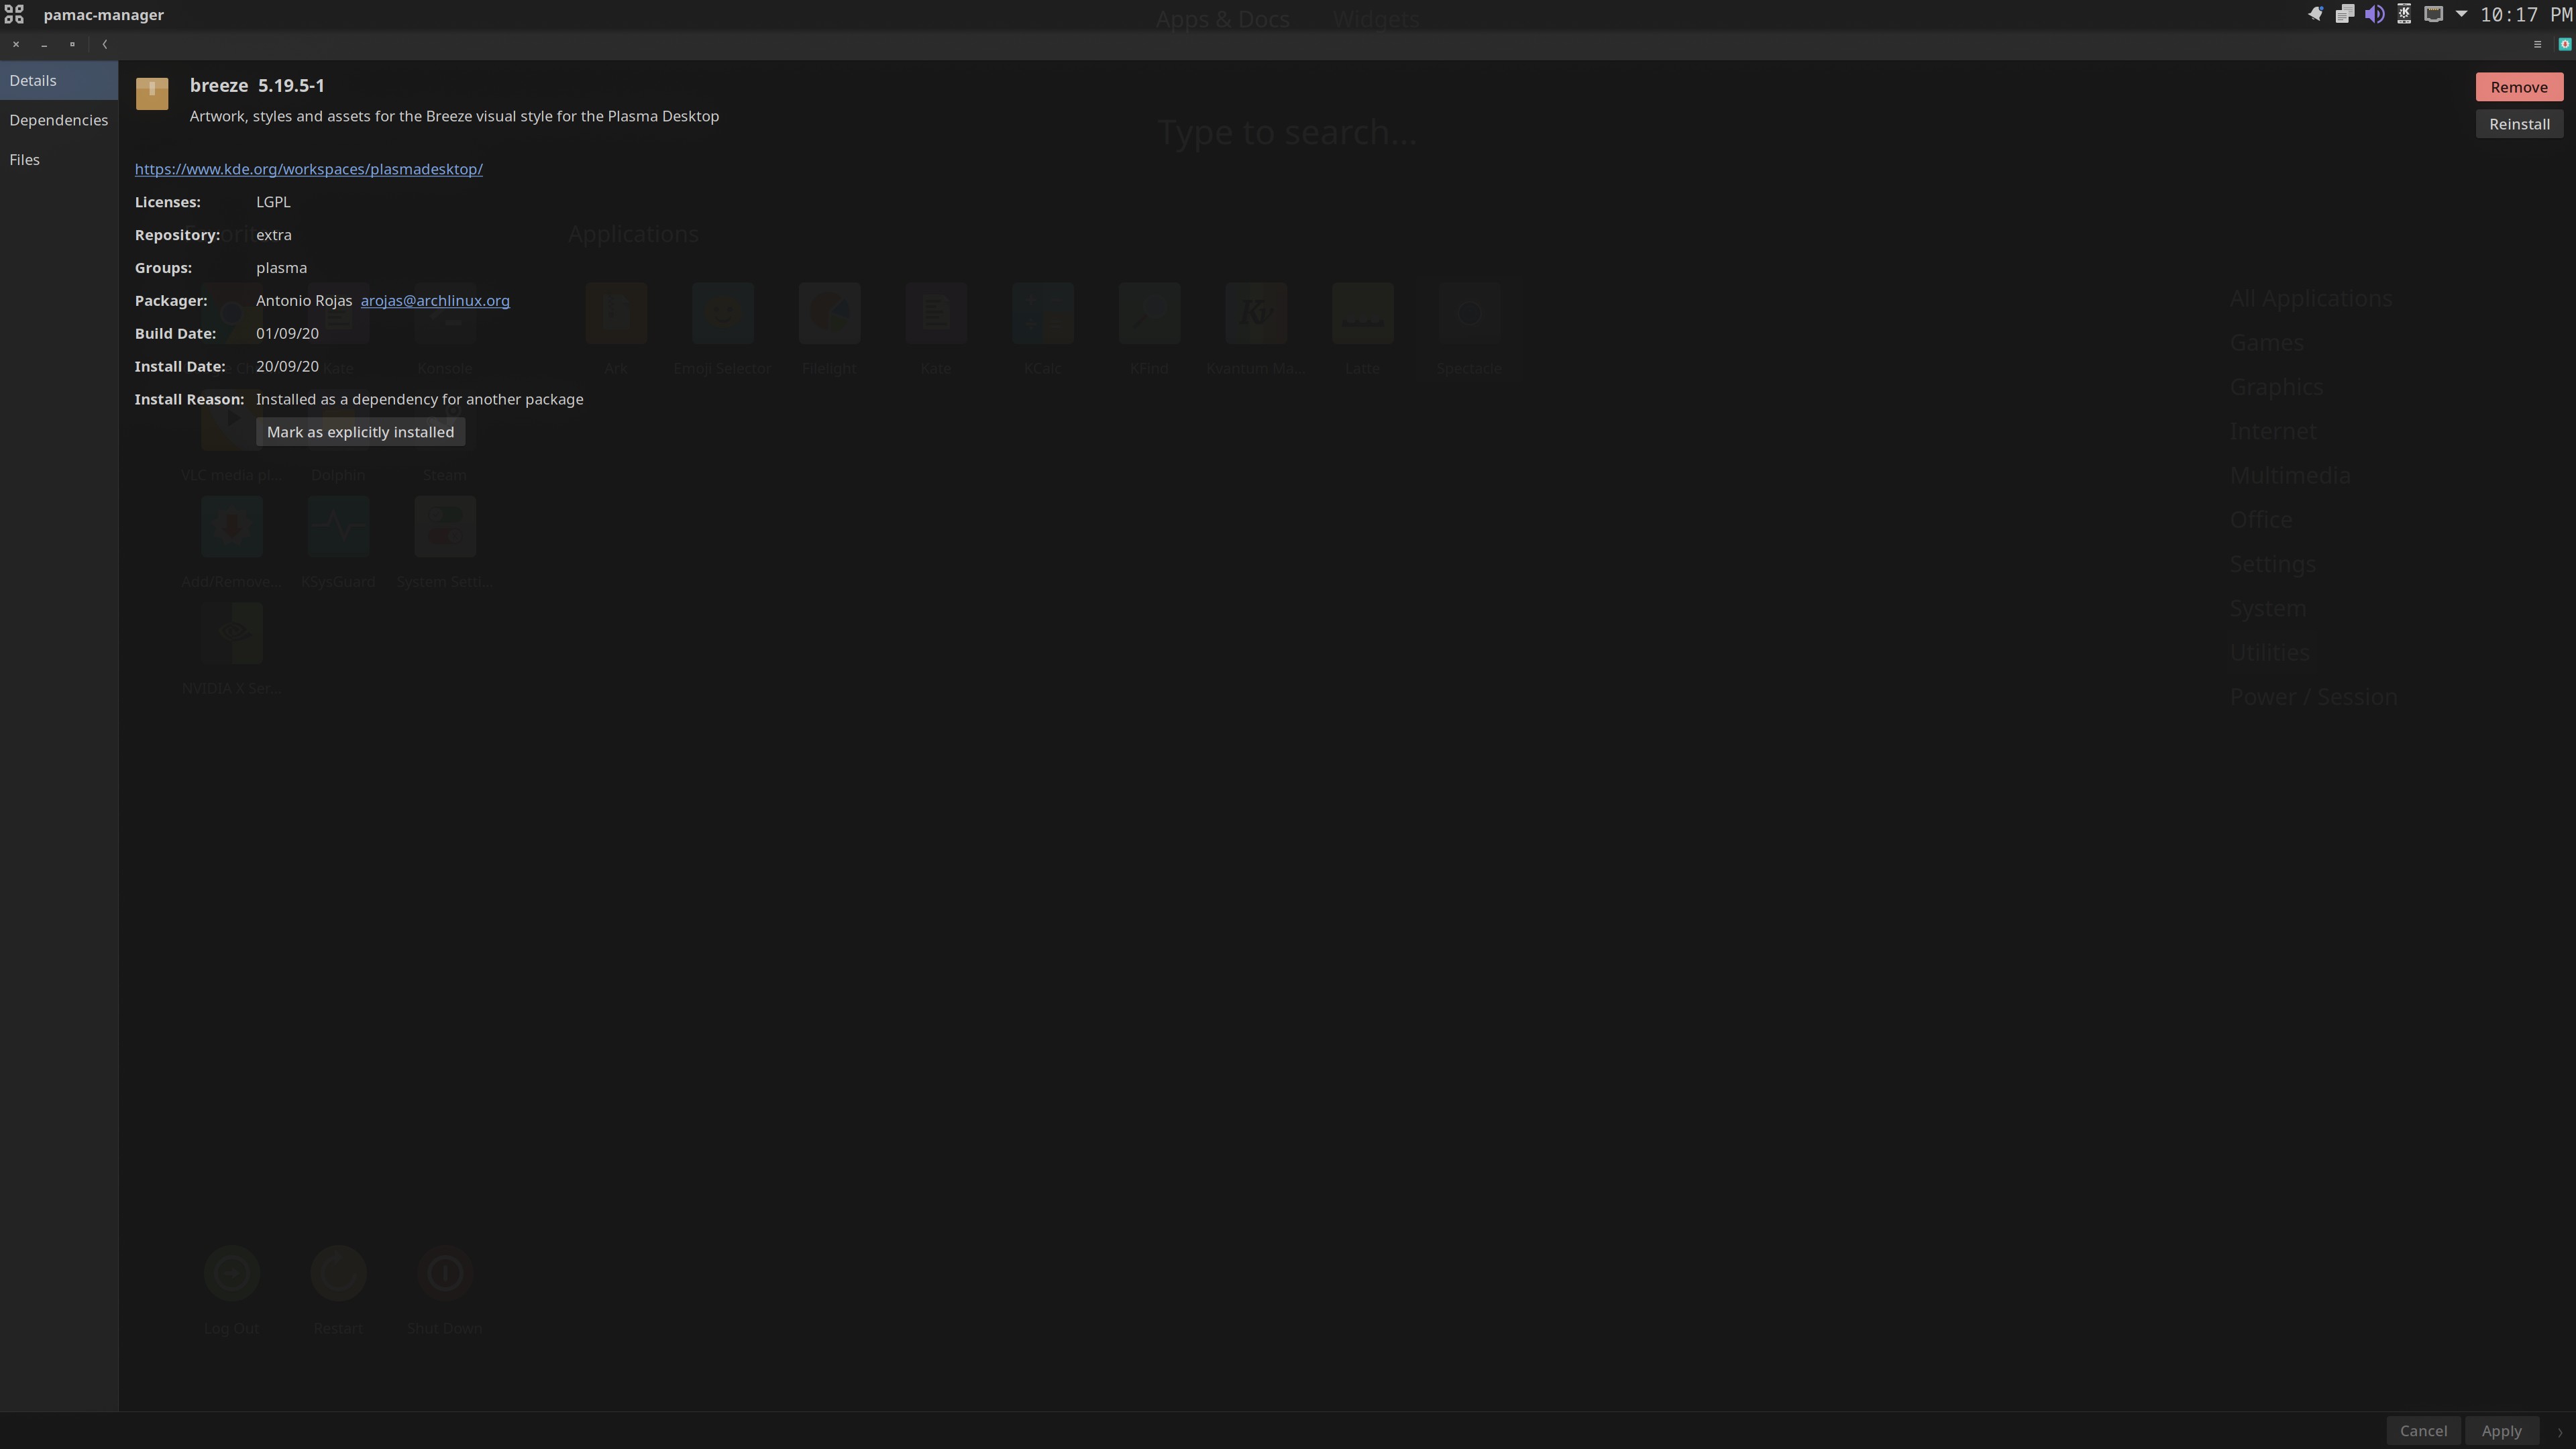 pamac-manager
Apps & Docs Widgets
10:17 PM
Details
Dependencies
Files
breeze 5.19.5-1
Artwork, styles and assets for the Breeze visual style for the Plasma Desktop
Remove
Reinstall
Type to search...
https://www.kde.org/workspaces/plasmadesktop/
Licenses: LGPL
Repository: extra
Applications
Groups: plasma
Packager: Antonio Rojas arojas@archlinux.org
Build Date: 01/09/20
Install Date: 20/09/20
Kate Konsole
Ark Emoji Selector Filelight Kate KCalc KFind Kvantum Ma... Latte Spectacle
Install Reason: Installed as a dependency for another package
Mark as explicitly installed
VLC media pl... Dolphin Steam
Add/Remove... KSysGuard System Setti...
NVIDIA X Ser...
All Applications
Games
Graphics
Internet
Multimedia
Office
Settings
System
Utilities
Power / Session
Log Out Restart Shut Down
Cancel Apply